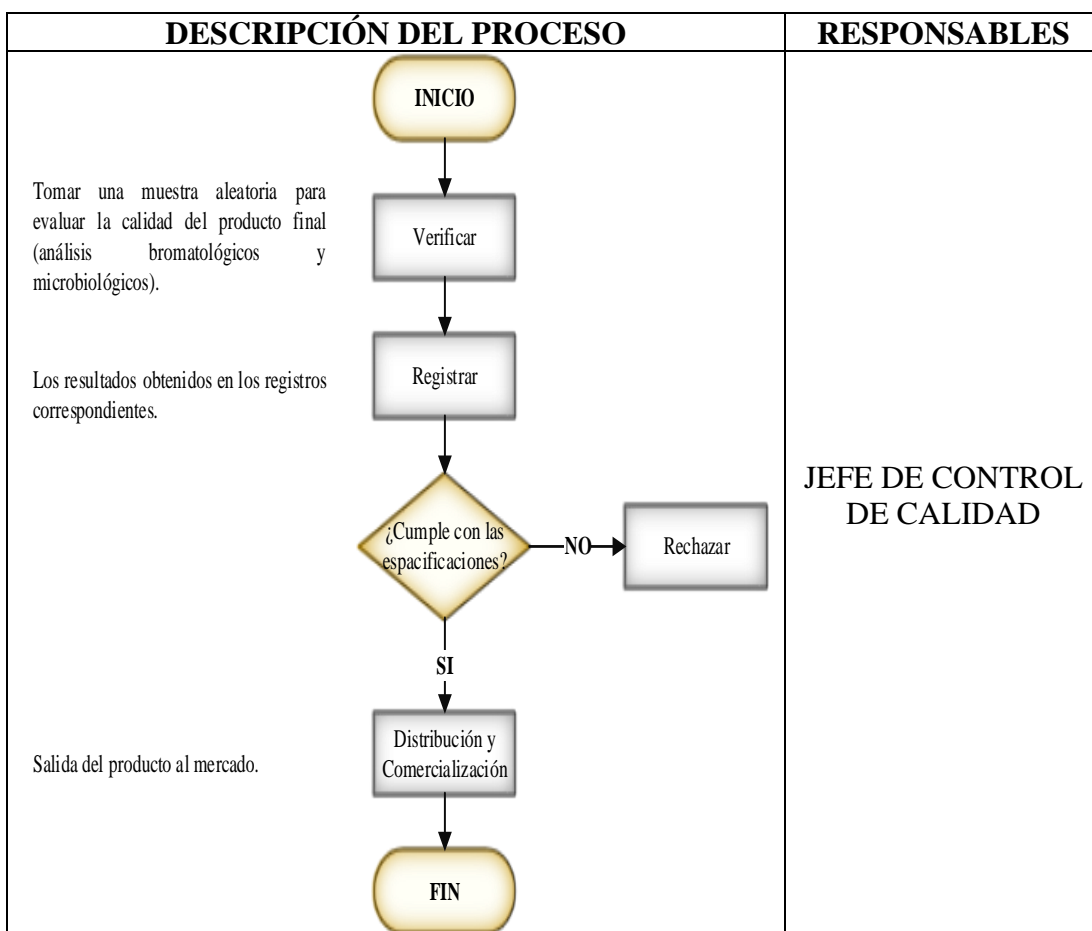 DESCRIPCIÓN DEL PROCESO
RESPONSABLES
INICIO
Tomar una muestra aleatoria para
evaluar la calidad del producto final
(análisis bromatológicos y
microbiológicos).
Verificar
Los resultados obtenidos en los registros
correspondientes.
Registrar
¿Cumple con las
espacificaciones?
NO
Rechazar
SI
Salida del producto al mercado.
Distribución y
Comercialización
FIN
JEFE DE CONTROL
DE CALIDAD